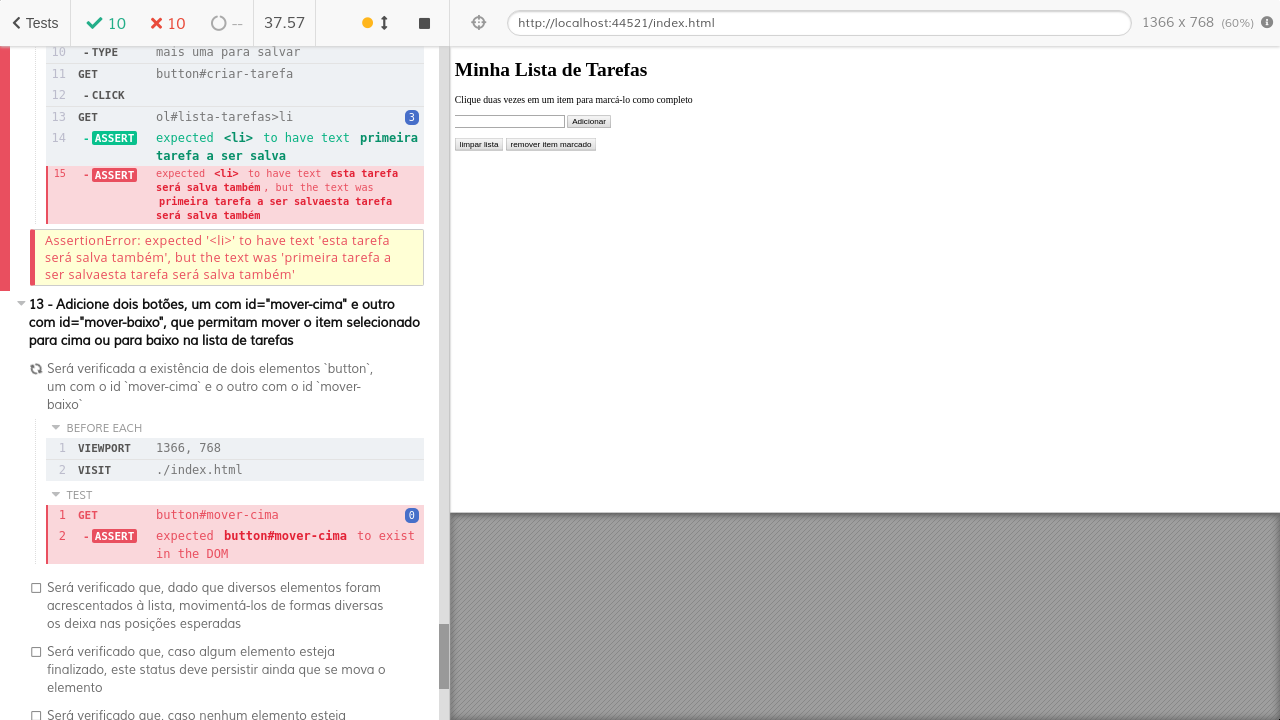 Tests 10 10 -- 37.57
http://localhost:44521/index.html 1366 x 768 (60%)
10 - TYPE mais uma para salvar
11 GET button#criar-tarefa
12 - CLICK
13 GET ol#lista-tarefas>li 3
14 - ASSERT expected <li> to have text primeira
tarefa a ser salva
15 - ASSERT expected <li> to have text esta tarefa
será salva também, but the text was
primeira tarefa a ser salvaesta tarefa
será salva também
AssertionError: expected '<li>' to have text 'esta tarefa
será salva também', but the text was 'primeira tarefa a
ser salvaesta tarefa será salva também'
13 - Adicione dois botões, um com id="mover-cima" e outro
com id="mover-baixo", que permitam mover o item selecionado
para cima ou para baixo na lista de tarefas
Será verificada a existência de dois elementos `button`,
um com o id `mover-cima` e o outro com o id `mover-
baixo`
BEFORE EACH
1 VIEWPORT 1366, 768
2 VISIT ./index.html
TEST
1 GET button#mover-cima 0
2 - ASSERT expected button#mover-cima to exist
in the DOM
Será verificado que, dado que diversos elementos foram
acrescentados à lista, movimentá-los de formas diversas
os deixa nas posições esperadas
Será verificado que, caso algum elemento esteja
finalizado, este status deve persistir ainda que se mova o
elemento
Será verificado que, caso nenhum elemento esteja
Minha Lista de Tarefas
Clique duas vezes em um item para marcá-lo como completo
Adicionar
limpar lista remover item marcado